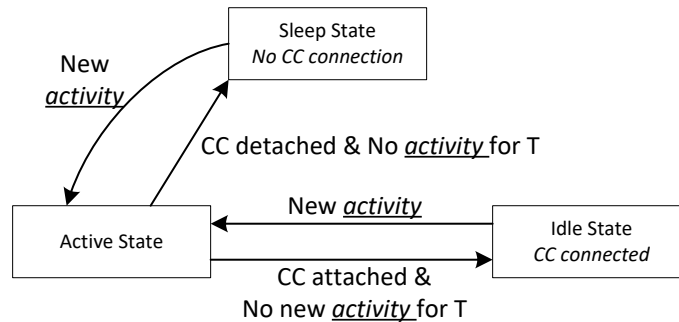 Sleep State
No CC connection
New
activity
CC detached & No activity for T
New activity
Active State
Idle State
CC connected
CC attached &
No new activity for T